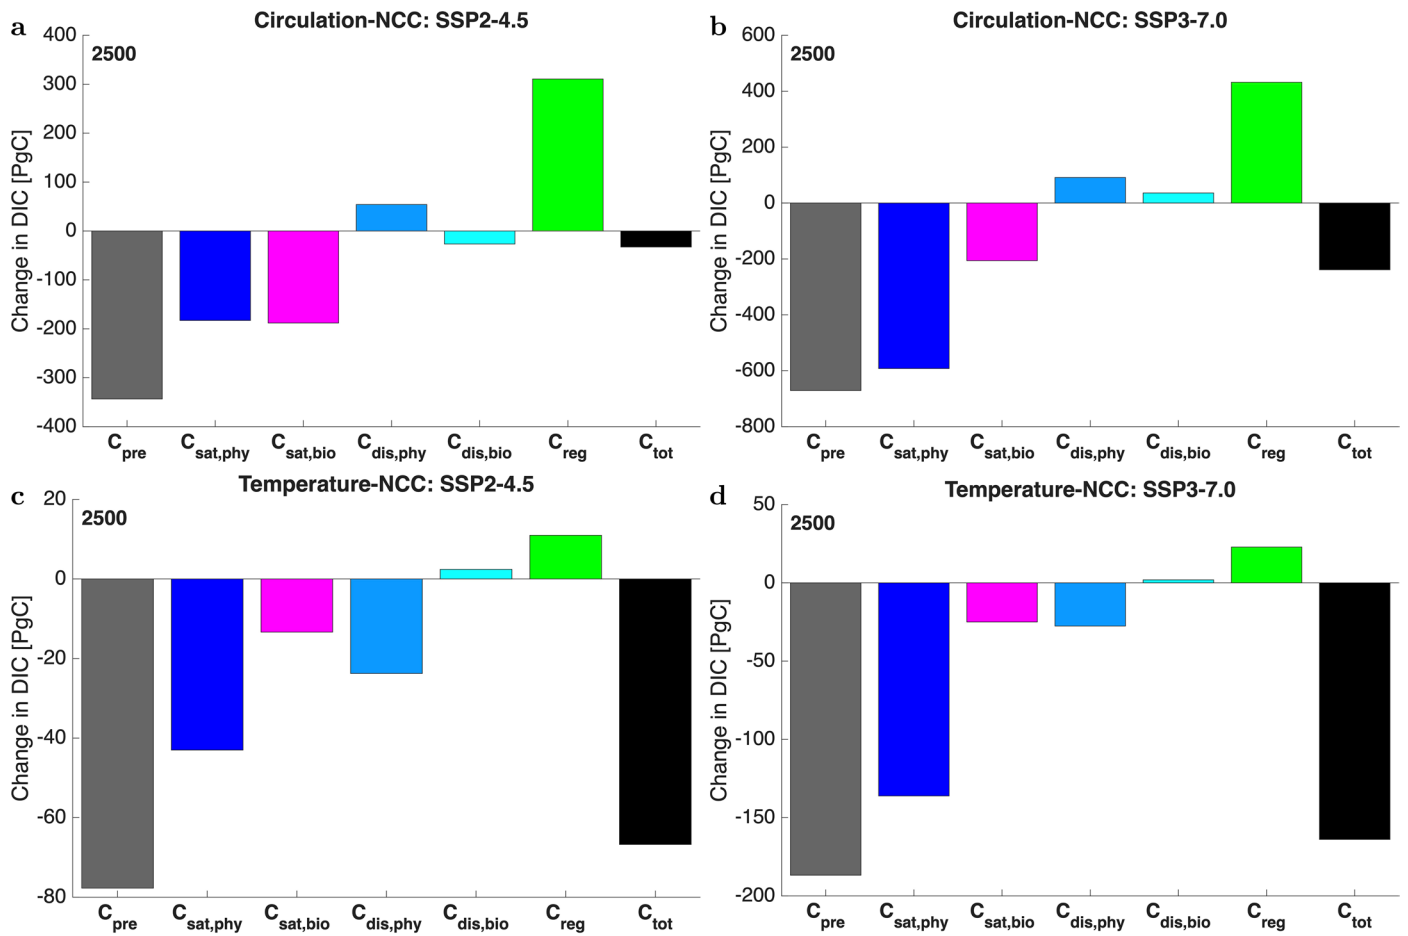 a
Circulation-NCC: SSP2-4.5
2500
Change in DIC [PgC]
400
300
200
100
0
-100
-200
-300
-400
Cpre Csat,phy Csat,bio Cdis,phy Cdis,bio Creg Ctot
b
Circulation-NCC: SSP3-7.0
2500
Change in DIC [PgC]
600
400
200
0
-200
-400
-600
-800
Cpre Csat,phy Csat,bio Cdis,phy Cdis,bio Creg Ctot
c
Temperature-NCC: SSP2-4.5
2500
Change in DIC [PgC]
20
0
-20
-40
-60
-80
Cpre Csat,phy Csat,bio Cdis,phy Cdis,bio Creg Ctot
d
Temperature-NCC: SSP3-7.0
2500
Change in DIC [PgC]
50
0
-50
-100
-150
-200
Cpre Csat,phy Csat,bio Cdis,phy Cdis,bio Creg Ctot